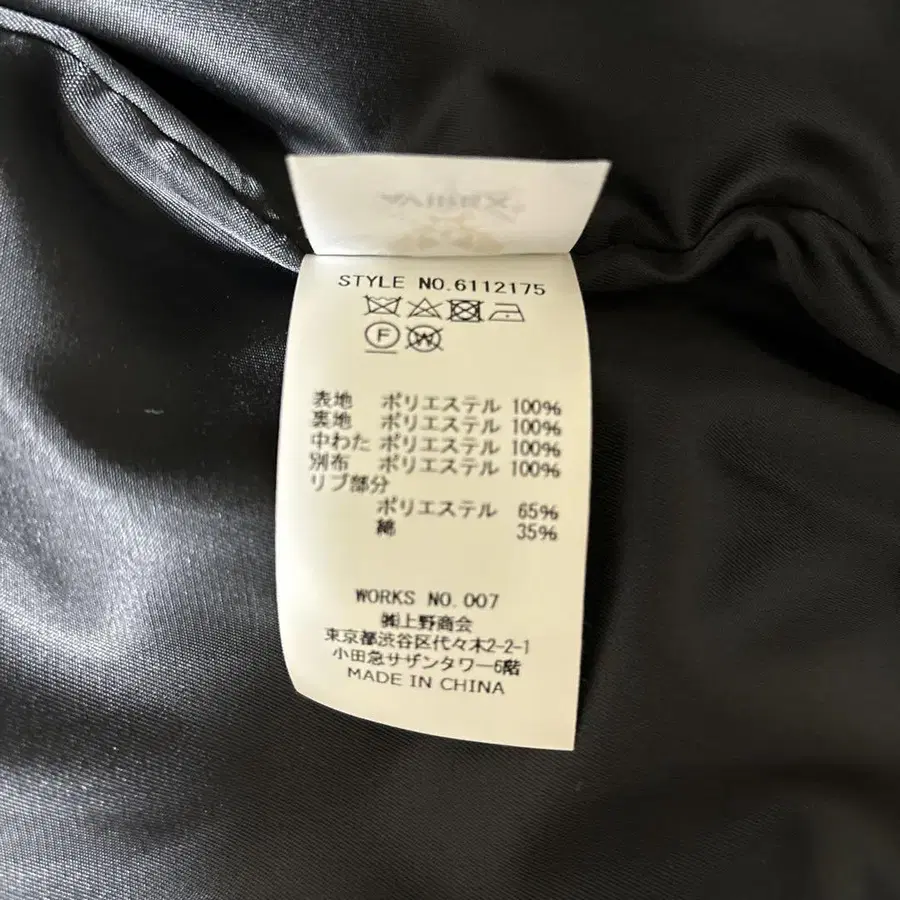 STYLE NO.6112175
F
W
表地 ポリエステル 100%
裏地 ポリエステル 100%
中わた ポリエステル 100%
別布 ポリエステル 100%
リブ部分
ポリエステル 65%
綿 35%
WORKS NO.007
㈱上野商会
東京都渋谷区代々木2-2-1
小田急サザンタワー6階
MADE IN CHINA